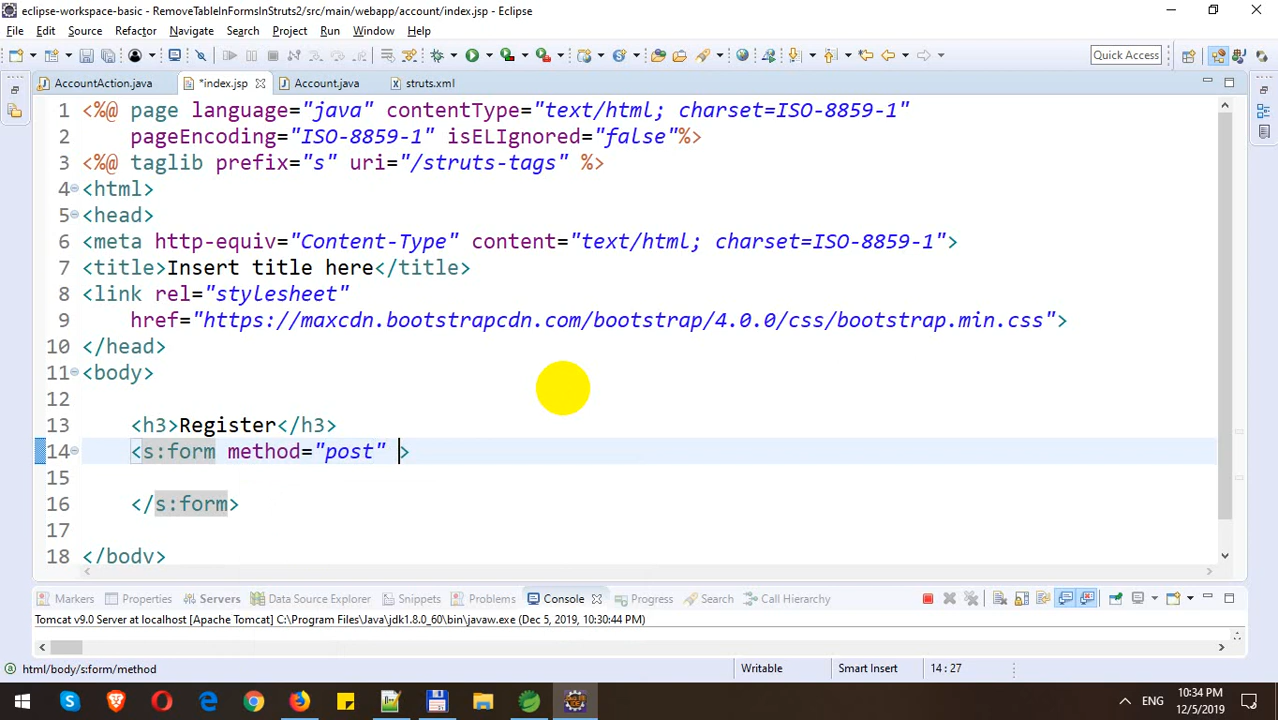 eclipse-workspace-basic - RemoveTableInFormsInStruts2/src/main/webapp/account/index.jsp - Eclipse
File Edit Source Refactor Navigate Search Project Run Window Help
Quick Access
AccountAction.java *index.jsp Account.java struts.xml
1 <%@ page language="java" contentType="text/html; charset=ISO-8859-1"
2 pageEncoding="ISO-8859-1" isELIgnored="false"%>
3 <%@ taglib prefix="s" uri="/struts-tags" %>
4 <html>
5 <head>
6 <meta http-equiv="Content-Type" content="text/html; charset=ISO-8859-1">
7 <title>Insert title here</title>
8 <link rel="stylesheet"
9 href="https://maxcdn.bootstrapcdn.com/bootstrap/4.0.0/css/bootstrap.min.css">
10 </head>
11 <body>
12
13 <h3>Register</h3>
14 <s:form method="post" >
15
16 </s:form>
17
18 </body>
Markers Properties Servers Data Source Explorer Snippets Problems Console Progress Search Call Hierarchy
Tomcat v9.0 Server at localhost [Apache Tomcat] C:\Program Files\Java\jdk1.8.0_60\bin\javaw.exe (Dec 5, 2019, 10:30:44 PM)
html/body/s:form/method Writable Smart Insert 14 : 27
ENG
10:34 PM
12/5/2019